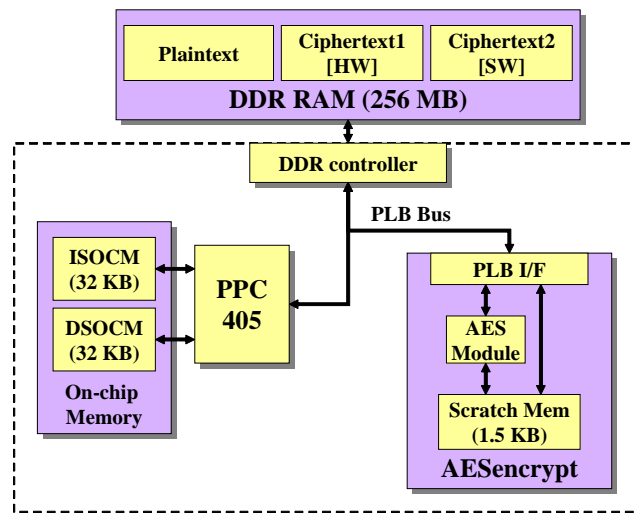 Plaintext
Ciphertext1
[HW]
Ciphertext2
[SW]
DDR RAM (256 MB)
DDR controller
PLB Bus
ISOCM
(32 KB)
DSOCM
(32 KB)
On-chip
Memory
PPC
405
PLB I/F
AES
Module
Scratch Mem
(1.5 KB)
AESencrypt